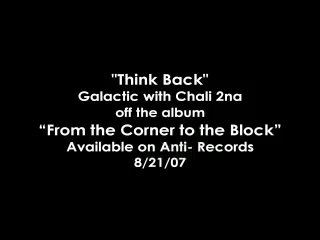 "Think Back"
Galactic with Chali 2na
off the album
“From the Corner to the Block”
Available on Anti- Records
8/21/07